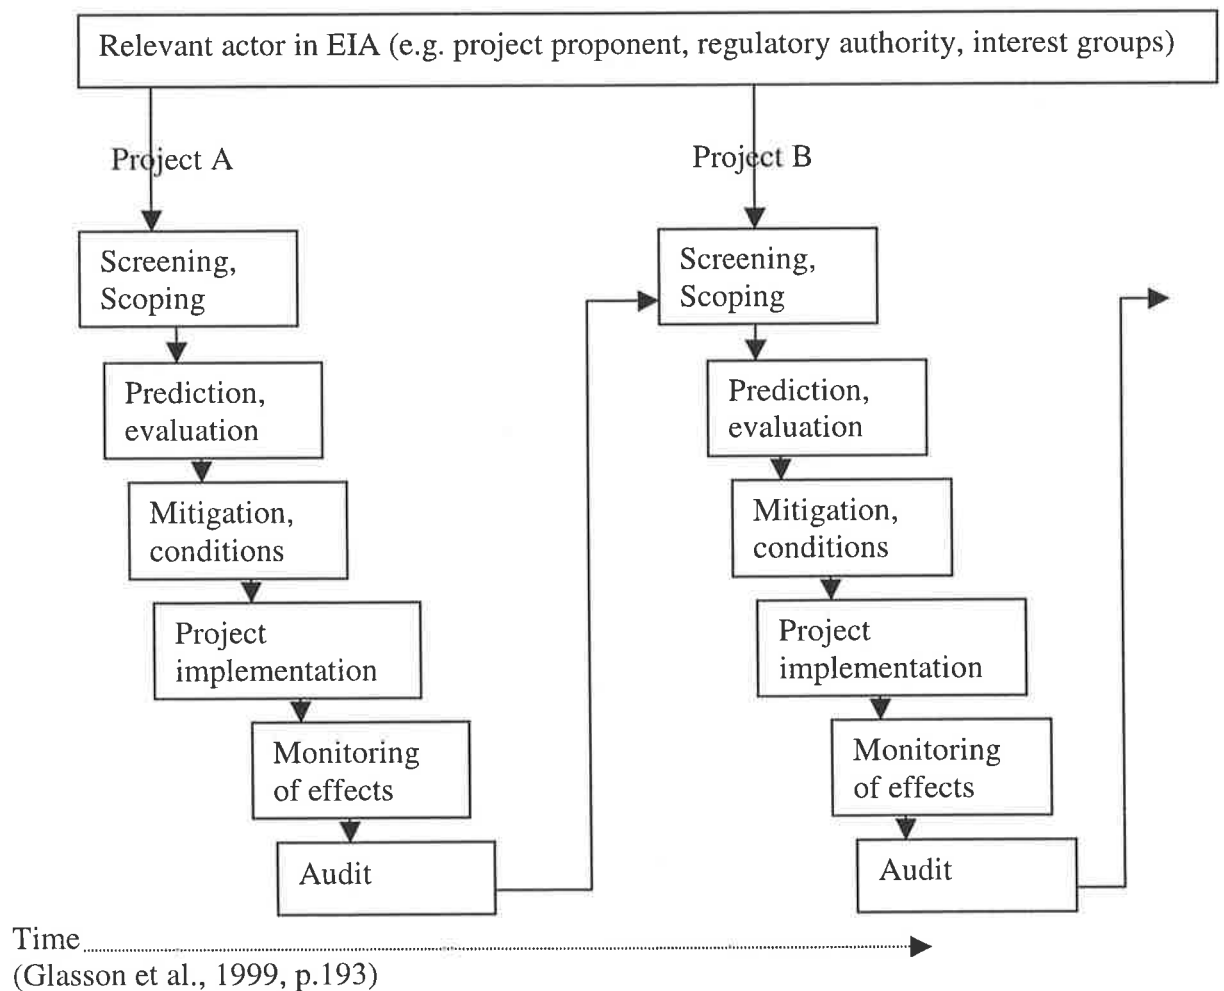 Relevant actor in EIA (e.g. project proponent, regulatory authority, interest groups)
Project A
Screening,
Scoping
Prediction,
evaluation
Mitigation,
conditions
Project
implementation
Monitoring
of effects
Audit
Project B
Screening,
Scoping
Prediction,
evaluation
Mitigation,
conditions
Project
implementation
Monitoring
of effects
Audit
Time
(Glasson et al., 1999, p.193)